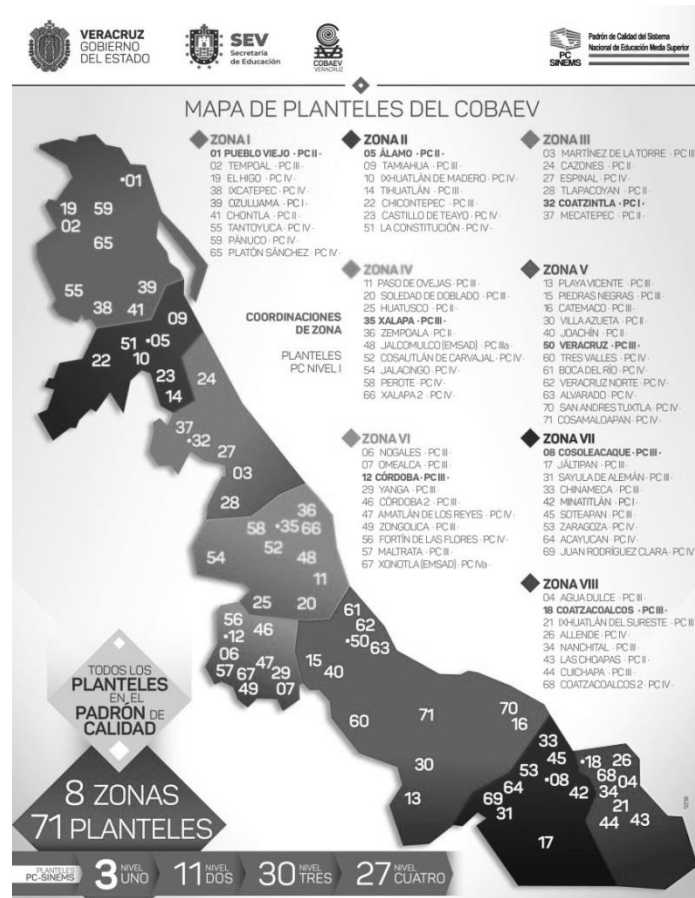 VERACRUZ
GOBIERNO
DEL ESTADO
SEV
Secretaría
de Educación
COBAEV
VERACRUZ
PC
SINEMS
Padrón de Calidad del Sistema
Nacional de Educación Media Superior
MAPA DE PLANTELES DEL COBAEV
ZONA I
01 PUEBLO VIEJO · PC II ·
02 TEMPOAL · PC III ·
19 EL HIGO · PC IV ·
38 IXCATEPEC · PC IV ·
39 OZULUAMA · PC I ·
41 CHONTLA · PC II ·
55 TANTOYUCA · PC IV ·
59 PÁNUCO · PC IV ·
65 PLATÓN SÁNCHEZ · PC IV ·
ZONA II
05 ÁLAMO · PC II ·
09 TAMIAHUA · PC III ·
10 IXHUATLÁN DE MADERO · PC IV ·
14 TIHUATLÁN · PC III ·
22 CHICONTEPEC · PC III ·
23 CASTILLO DE TEAYO · PC IV ·
51 LA CONSTITUCIÓN · PC IV ·
ZONA III
03 MARTÍNEZ DE LA TORRE · PC III
24 CAZONES · PC II ·
27 ESPINAL · PC IV ·
28 TLAPACOYAN · PC II ·
32 COATZINTLA · PC I ·
37 MECATEPEC · PC II ·
COORDINACIONES
DE ZONA
PLANTELES
PC NIVEL I
ZONA IV
11 PASO DE OVEJAS · PC III ·
20 SOLEDAD DE DOBLADO · PC III ·
25 HUATUSCO · PC II ·
35 XALAPA · PC III ·
36 ZEMPOALA · PC II ·
48 JALCOMULCO (EMSAD) · PC IIIa ·
52 COSAUTLÁN DE CARVAJAL · PC IV ·
54 JALACINGO · PC IV ·
58 PEROTE · PC IV ·
66 XALAPA 2 · PC IV ·
ZONA V
13 PLAYA VICENTE · PC III ·
15 PIEDRAS NEGRAS · PC III ·
16 CATEMACO · PC III ·
30 VILLA AZUETA · PC II ·
40 JOACHÍN · PC II ·
50 VERACRUZ · PC III ·
60 TRES VALLES · PC IV ·
61 BOCA DEL RÍO · PC IV ·
62 VERACRUZ NORTE · PC IV ·
63 ALVARADO · PC IV ·
70 SAN ANDRES TUXTLA · PC IV ·
71 COSAMALOAPAN · PC IV ·
ZONA VI
06 NOGALES · PC III ·
07 OMEALCA · PC III ·
12 CÓRDOBA · PC III ·
29 YANGA · PC III ·
46 CÓRDOBA 2 · PC III ·
47 AMATLÁN DE LOS REYES · PC IV ·
49 ZONGOLICA · PC III ·
56 FORTÍN DE LAS FLORES · PC IV ·
57 MALTRATA · PC III ·
67 XONOTLA (EMSAD) · PC IVa ·
ZONA VII
08 COSOLEACAQUE · PC III ·
17 JÁLTIPAN · PC III ·
31 SAYULA DE ALEMÁN · PC III ·
33 CHINAMECA · PC III ·
42 MINATITLÁN · PC I ·
45 SOTEAPAN · PC III ·
53 ZARAGOZA · PC IV ·
64 ACAYUCAN · PC IV ·
69 JUAN RODRÍGUEZ CLARA · PC IV
ZONA VIII
04 AGUA DULCE · PC III ·
18 COATZACOALCOS · PC III ·
21 IXHUATLÁN DEL SURESTE · PC III
26 ALLENDE · PC IV ·
34 NANCHITAL · PC III ·
43 LAS CHOAPAS · PC II ·
44 CUICHAPA · PC III ·
68 COATZACOALCOS 2 · PC IV ·
01
19 59
02
65
55 39
38 41
09
51 05
22 10
23
14
24
37
32
27
03
28
36
58 35 66
52
54 48
11
25 20
56
12 46
06
57 67 47 29
49 07
61
62
50 63
15 40
60 71 70
16
30
13
33
45
53 08
64
69 42
31
17
18 26
68 04
34
21
44 43
TODOS LOS
PLANTELES
EN EL
PADRÓN DE
CALIDAD
8 ZONAS
71 PLANTELES
PLANTELES
PC-SINEMS
3 NIVEL UNO
11 NIVEL DOS
30 NIVEL TRES
27 NIVEL CUATRO